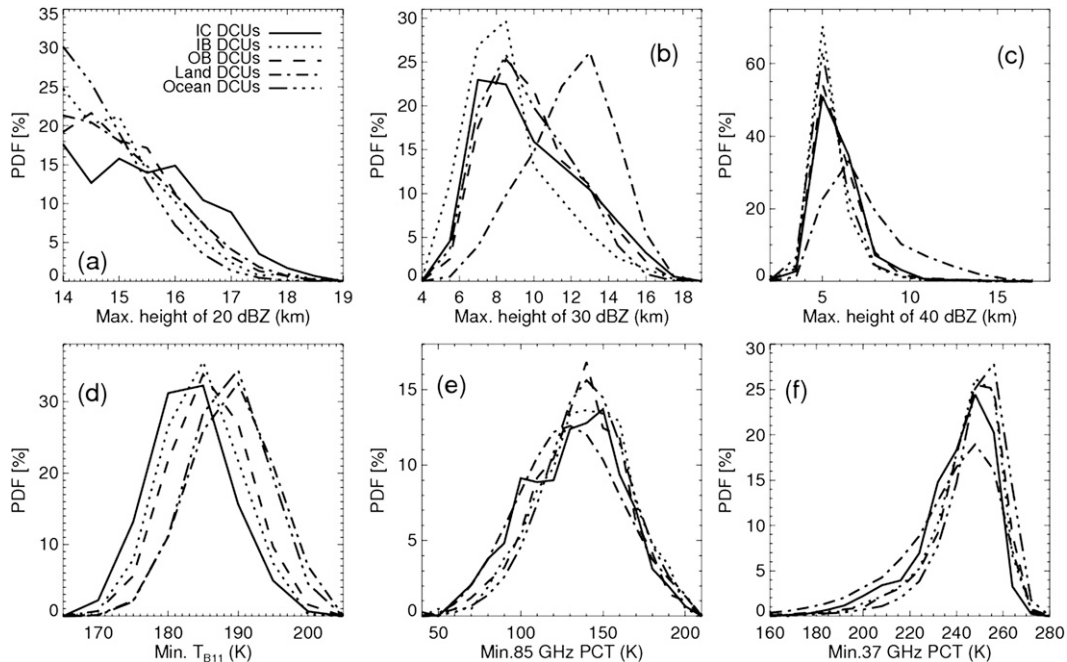 PDF [%]
35
30
25
20
15
10
5
0
IC DCUs
IB DCUs
OB DCUs
Land DCUs
Ocean DCUs
(a)
14 15 16 17 18 19
Max. height of 20 dBZ (km)
PDF [%]
30
25
20
15
10
5
0
(b)
4 6 8 10 12 14 16 18
Max. height of 30 dBZ (km)
PDF [%]
60
40
20
0
(c)
5 10 15
Max. height of 40 dBZ (km)
PDF [%]
30
20
10
0
(d)
170 180 190 200
Min. TB11 (K)
PDF [%]
15
10
5
0
(e)
50 100 150 200
Min.85 GHz PCT (K)
PDF [%]
30
25
20
15
10
5
0
(f)
160 180 200 220 240 260 280
Min.37 GHz PCT (K)